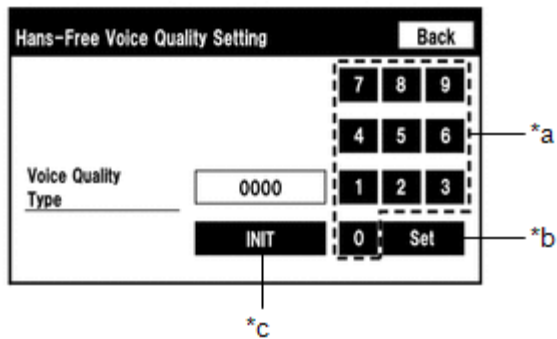 Hans-Free Voice Quality Setting
Back
7 8 9
4 5 6
*a
Voice Quality
Type
0000
1 2 3
INIT
0
Set
*b
*c